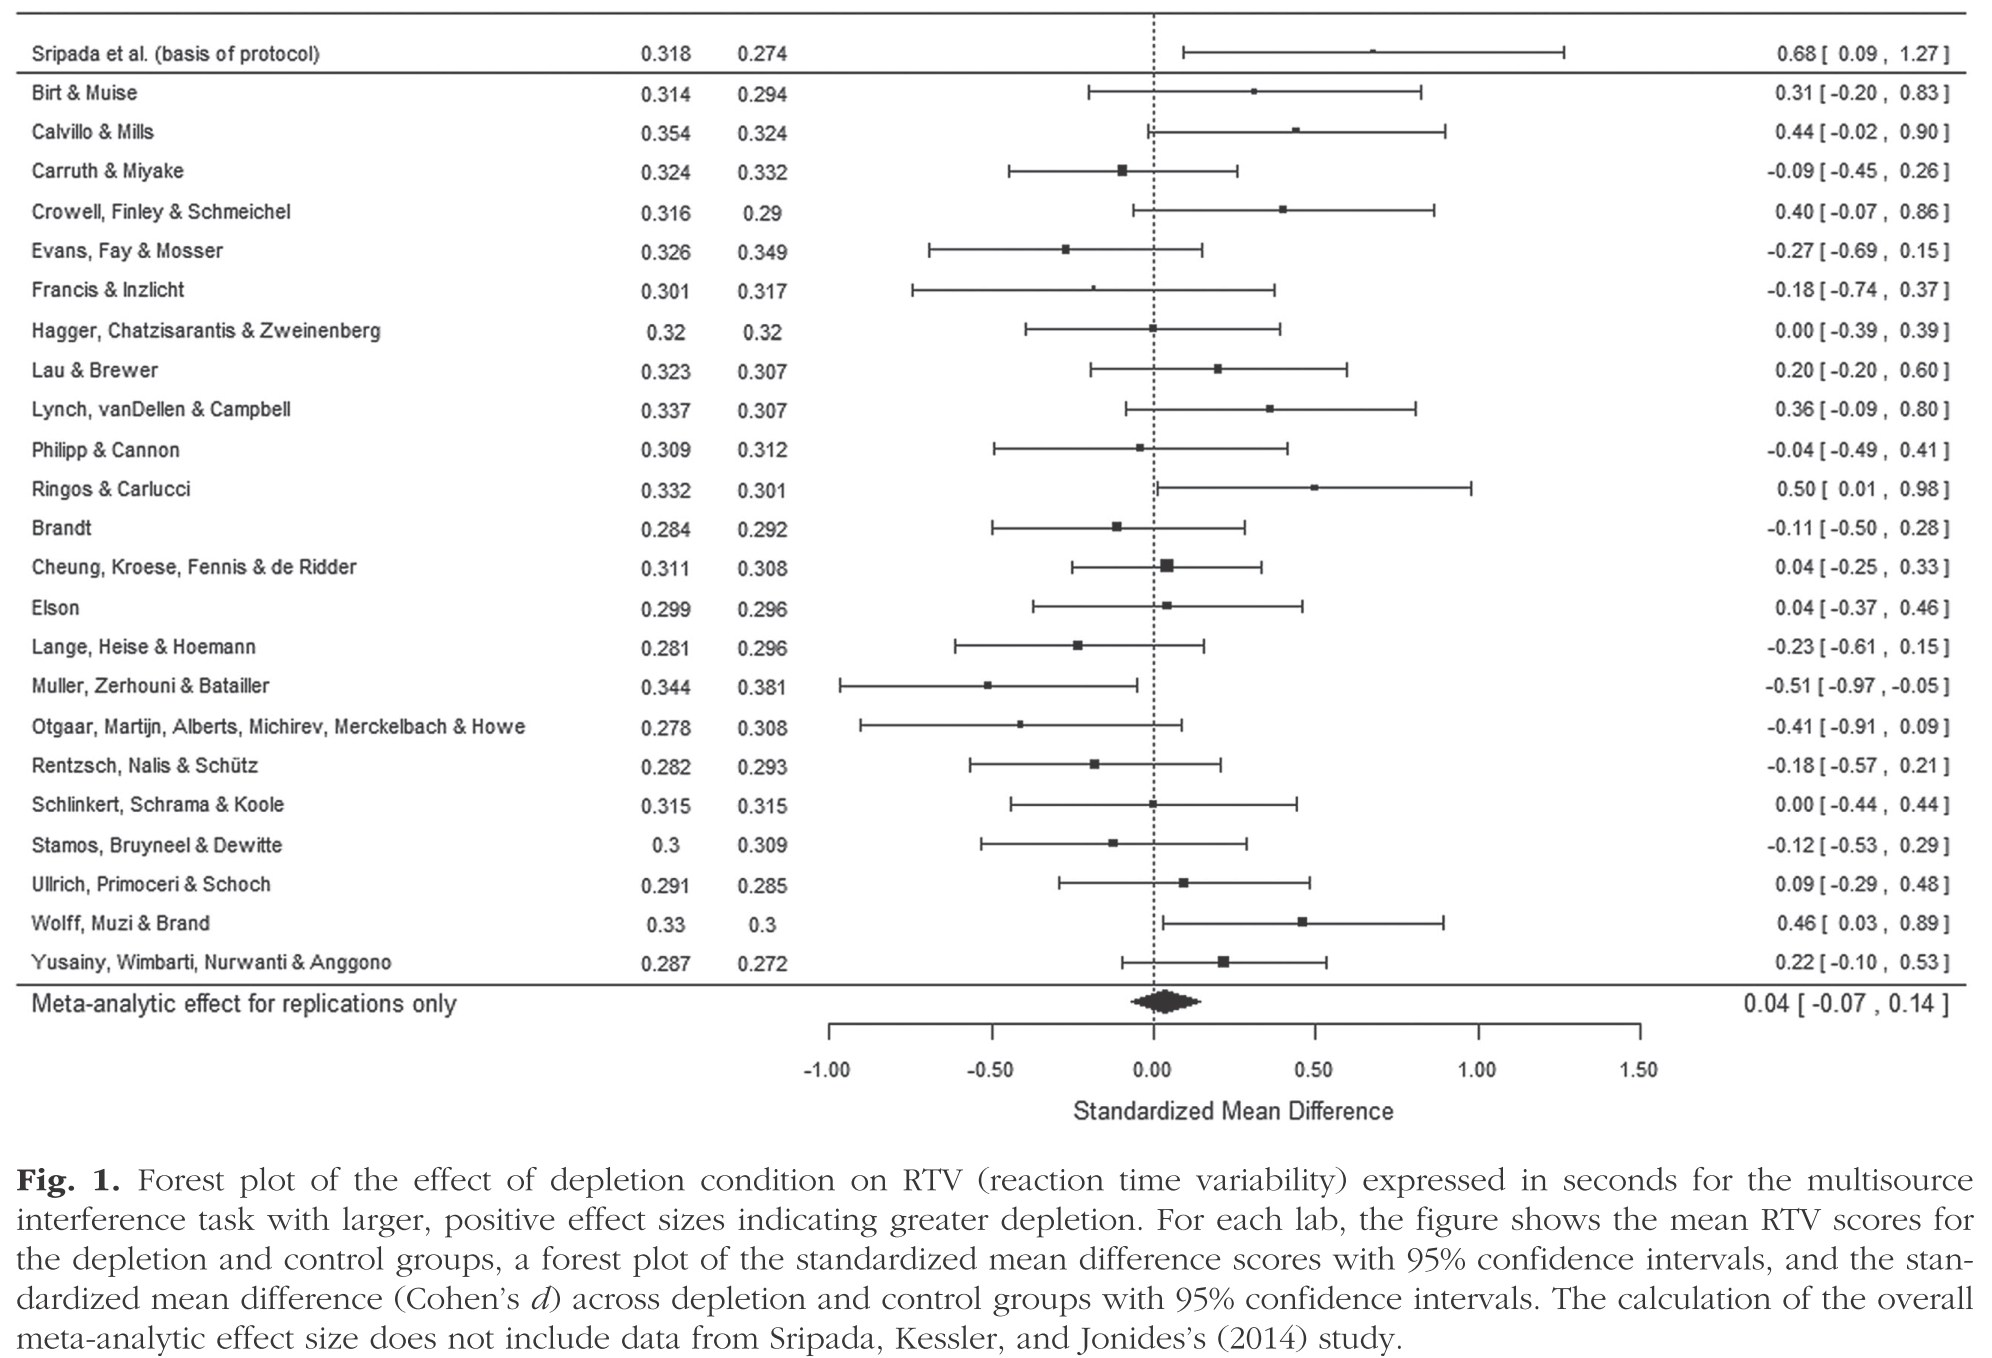 Sripada et al. (basis of protocol) 0.318 0.274 0.68 [ 0.09 , 1.27 ]
Birt & Muise 0.314 0.294 0.31 [ -0.20 , 0.83 ]
Calvillo & Mills 0.354 0.324 0.44 [ -0.02 , 0.90 ]
Carruth & Miyake 0.324 0.332 -0.09 [ -0.45 , 0.26 ]
Crowell, Finley & Schmeichel 0.316 0.29 0.40 [ -0.07 , 0.86 ]
Evans, Fay & Mosser 0.326 0.349 -0.27 [ -0.69 , 0.15 ]
Francis & Inzlicht 0.301 0.317 -0.18 [ -0.74 , 0.37 ]
Hagger, Chatzisarantis & Zweinenberg 0.32 0.32 0.00 [ -0.39 , 0.39 ]
Lau & Brewer 0.323 0.307 0.20 [ -0.20 , 0.60 ]
Lynch, vanDellen & Campbell 0.337 0.307 0.36 [ -0.09 , 0.80 ]
Philipp & Cannon 0.309 0.312 -0.04 [ -0.49 , 0.41 ]
Ringos & Carlucci 0.332 0.301 0.50 [ 0.01 , 0.98 ]
Brandt 0.284 0.292 -0.11 [ -0.50 , 0.28 ]
Cheung, Kroese, Fennis & de Ridder 0.311 0.308 0.04 [ -0.25 , 0.33 ]
Elson 0.299 0.296 0.04 [ -0.37 , 0.46 ]
Lange, Heise & Hoemann 0.281 0.296 -0.23 [ -0.61 , 0.15 ]
Muller, Zerhouni & Batailler 0.344 0.381 -0.51 [ -0.97 , -0.05 ]
Otgaar, Martijn, Alberts, Michirev, Merckelbach & Howe 0.278 0.308 -0.41 [ -0.91 , 0.09 ]
Rentzsch, Nalis & Schütz 0.282 0.293 -0.18 [ -0.57 , 0.21 ]
Schlinkert, Schrama & Koole 0.315 0.315 0.00 [ -0.44 , 0.44 ]
Stamos, Bruyneel & Dewitte 0.3 0.309 -0.12 [ -0.53 , 0.29 ]
Ullrich, Primoceri & Schoch 0.291 0.285 0.09 [ -0.29 , 0.48 ]
Wolff, Muzi & Brand 0.33 0.3 0.46 [ 0.03 , 0.89 ]
Yusainy, Wimbarti, Nurwanti & Anggono 0.287 0.272 0.22 [ -0.10 , 0.53 ]
Meta-analytic effect for replications only 0.04 [ -0.07 , 0.14 ]
-1.00 -0.50 0.00 0.50 1.00 1.50
Standardized Mean Difference
Fig. 1. Forest plot of the effect of depletion condition on RTV (reaction time variability) expressed in seconds for the multisource
interference task with larger, positive effect sizes indicating greater depletion. For each lab, the figure shows the mean RTV scores for
the depletion and control groups, a forest plot of the standardized mean difference scores with 95% confidence intervals, and the stan-
dardized mean difference (Cohen's d) across depletion and control groups with 95% confidence intervals. The calculation of the overall
meta-analytic effect size does not include data from Sripada, Kessler, and Jonides's (2014) study.